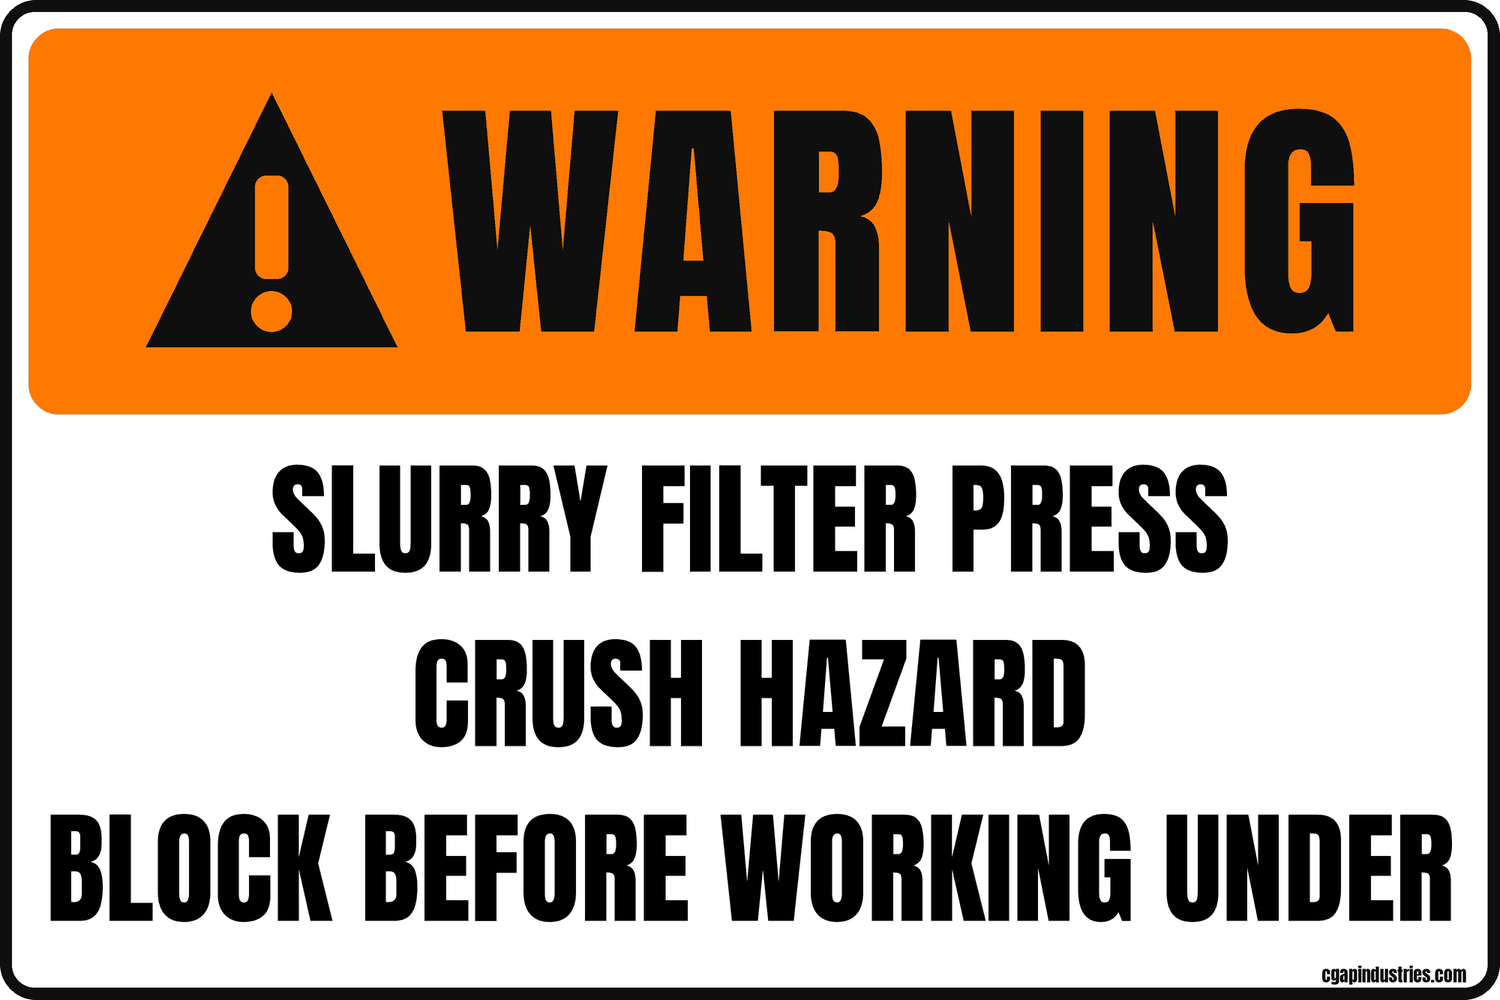 WARNING
SLURRY FILTER PRESS
CRUSH HAZARD
BLOCK BEFORE WORKING UNDER
cgapindustries.com